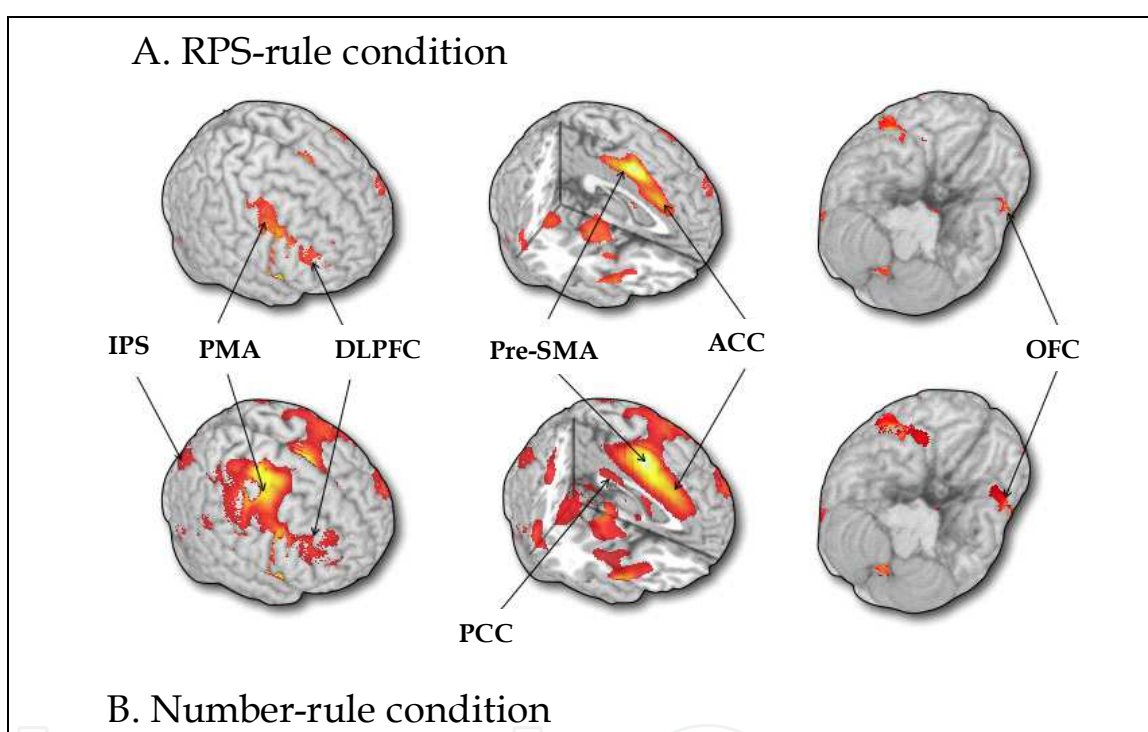 A. RPS-rule condition
IPS PMA DLPFC Pre-SMA ACC OFC
PCC
B. Number-rule condition